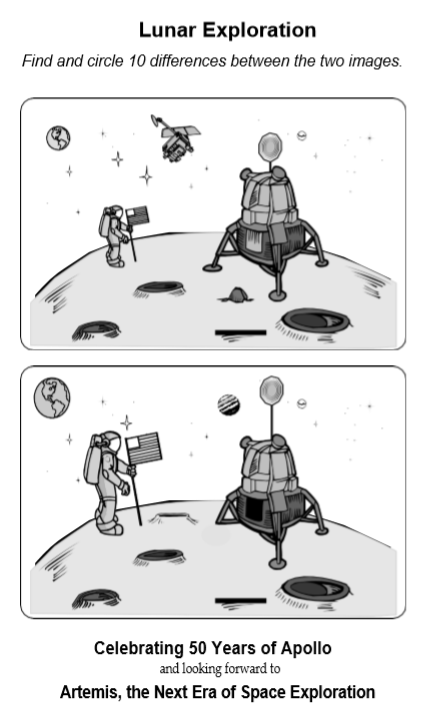 Lunar Exploration
Find and circle 10 differences between the two images.
Celebrating 50 Years of Apollo
and looking forward to
Artemis, the Next Era of Space Exploration